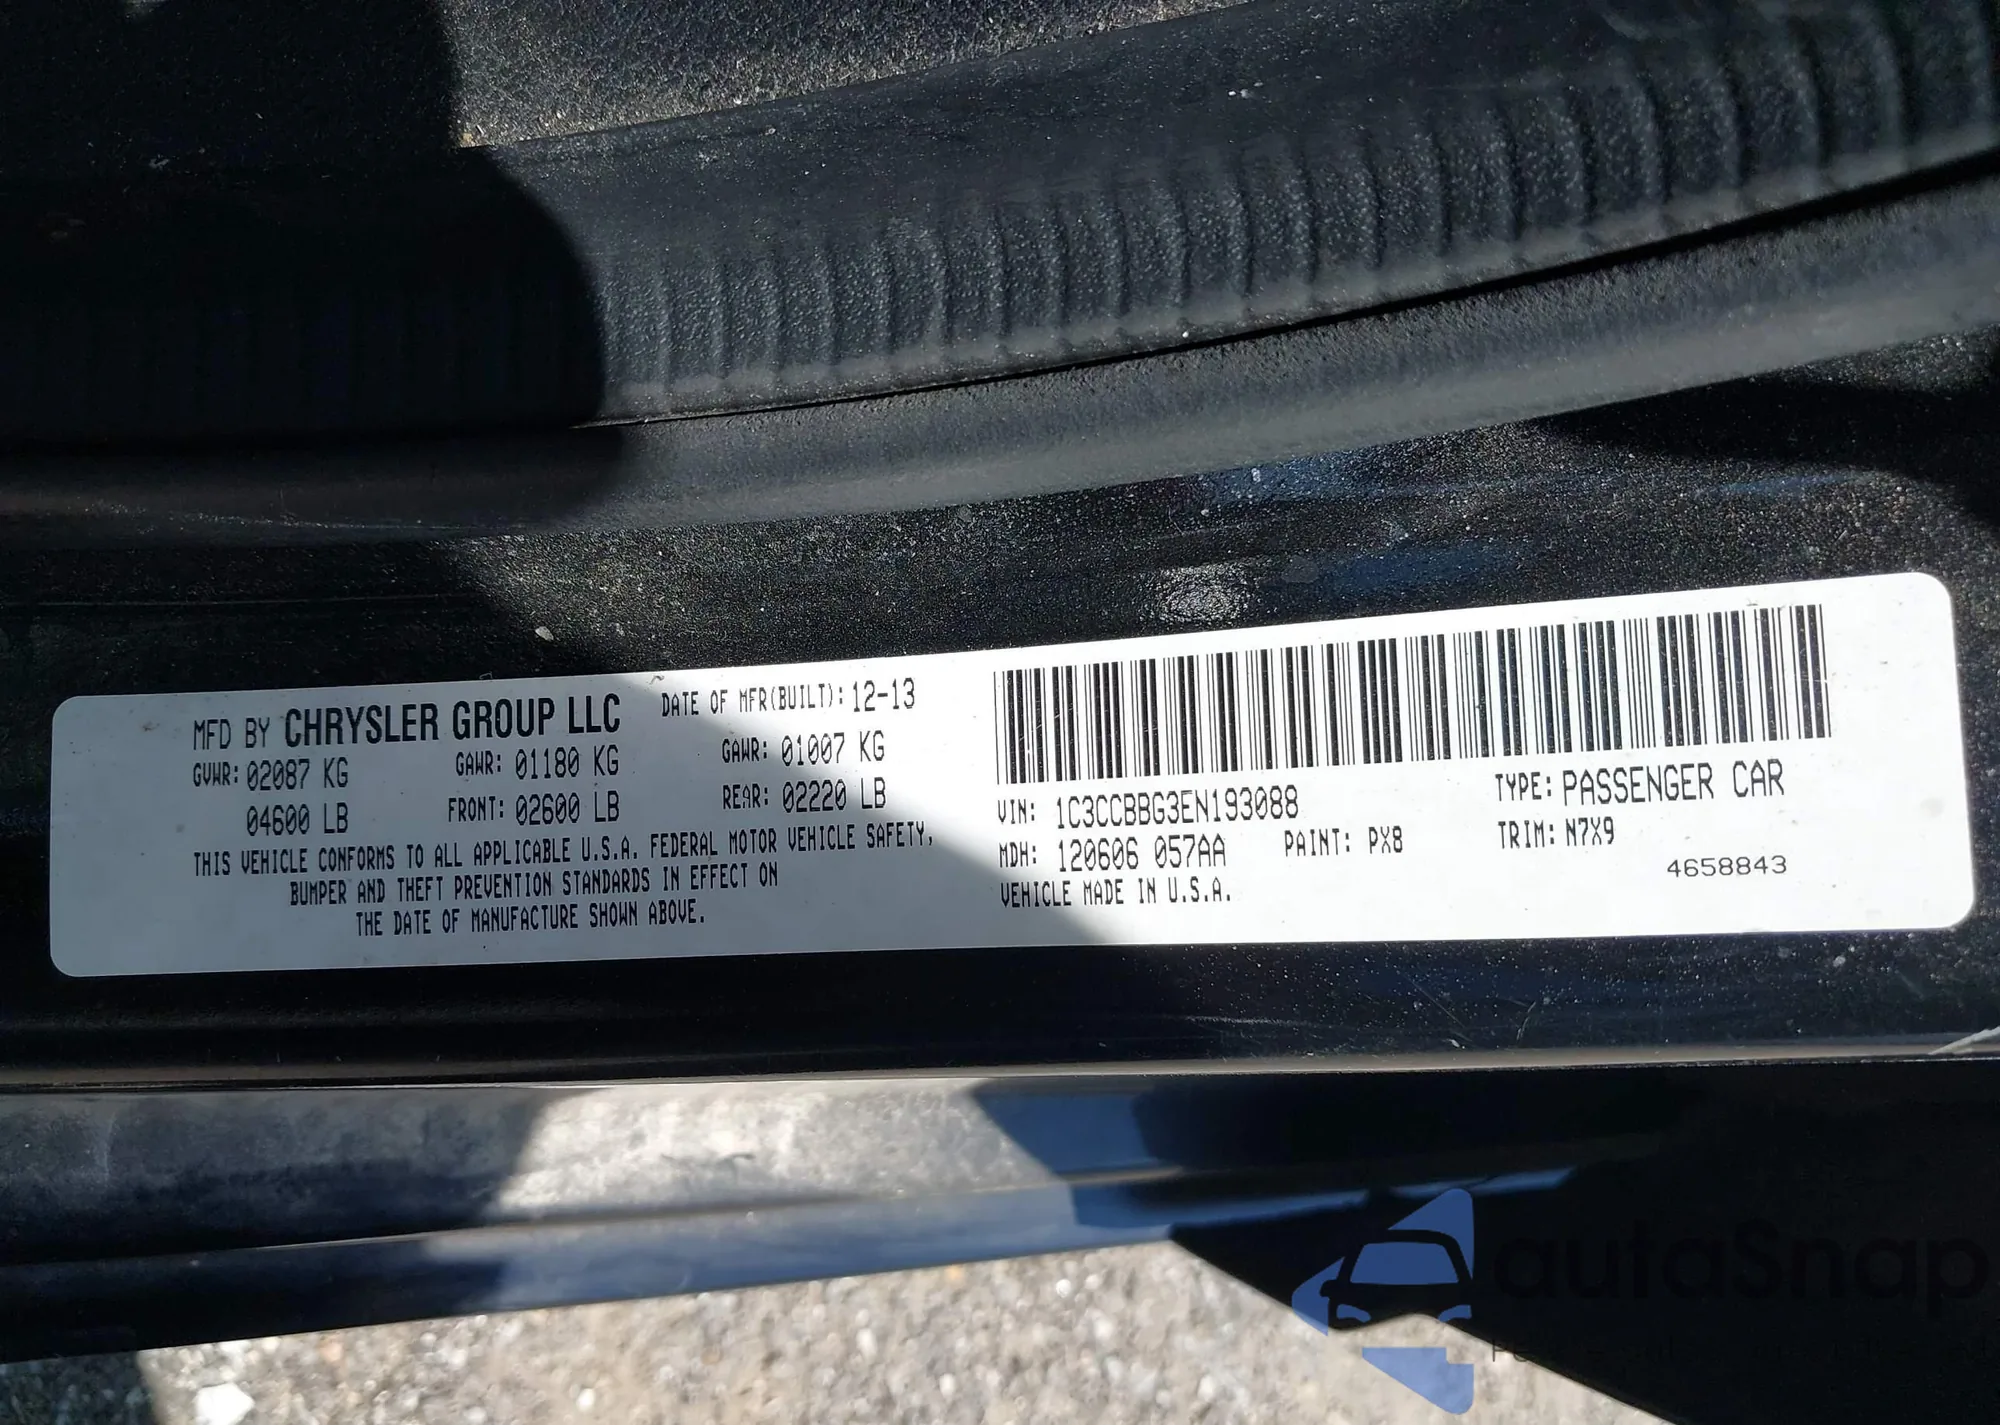 MFD BY CHRYSLER GROUP LLC DATE OF MFR(BUILT): 12-13
GVWR: 02087 KG GAWR: 01180 KG GAWR: 01007 KG
04600 LB FRONT: 02600 LB REAR: 02220 LB
THIS VEHICLE CONFORMS TO ALL APPLICABLE U.S.A. FEDERAL MOTOR VEHICLE SAFETY,
BUMPER AND THEFT PREVENTION STANDARDS IN EFFECT ON
THE DATE OF MANUFACTURE SHOWN ABOVE.
VIN: 1C3CCBBG3EN193088 TYPE: PASSENGER CAR
MDH: 120606 057AA PAINT: PX8 TRIM: N7X9
VEHICLE MADE IN U.S.A. 4658843
autaSnap